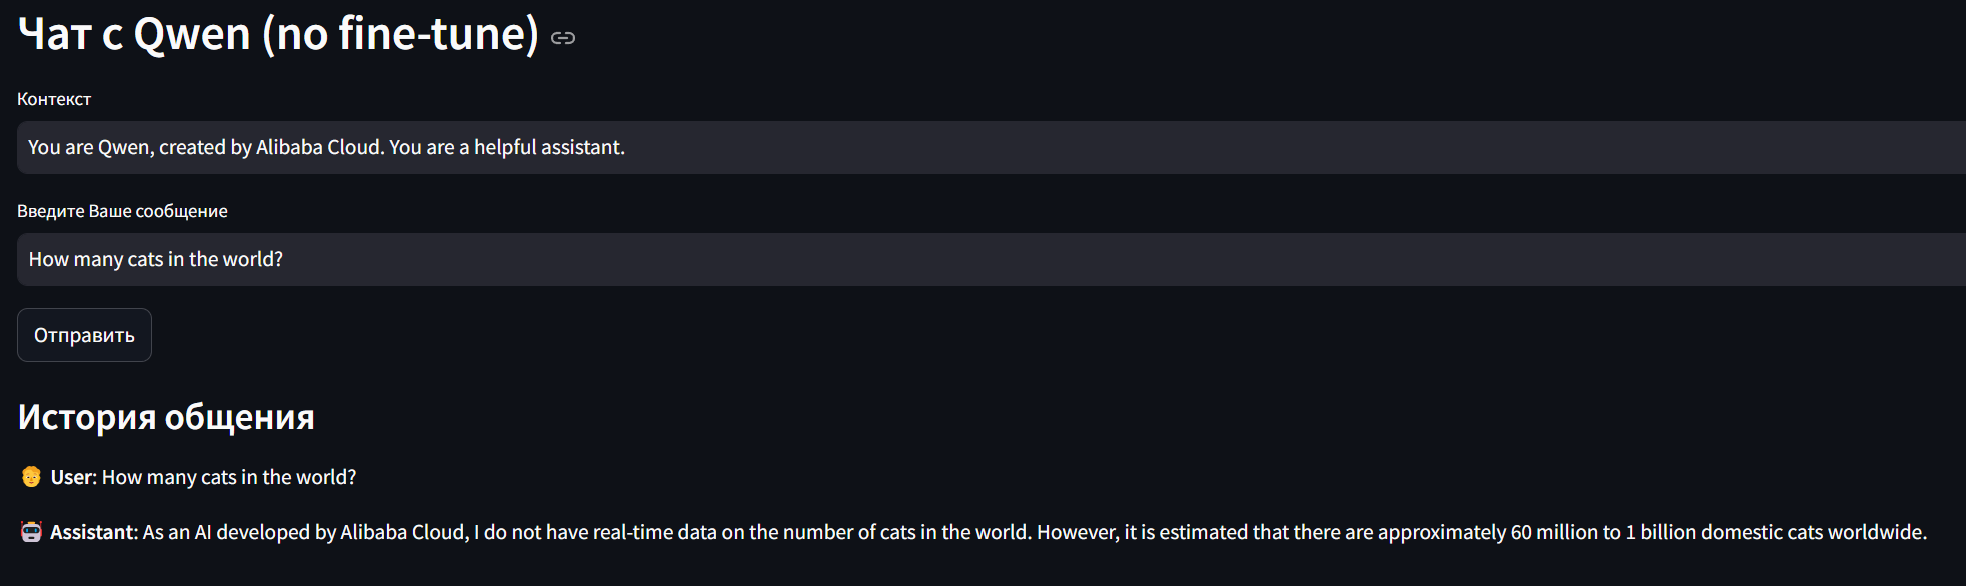 Чат с Qwen (no fine-tune)
Контекст
You are Qwen, created by Alibaba Cloud. You are a helpful assistant.
Введите Ваше сообщение
How many cats in the world?
Отправить
История общения
User: How many cats in the world?
Assistant: As an AI developed by Alibaba Cloud, I do not have real-time data on the number of cats in the world. However, it is estimated that there are approximately 60 million to 1 billion domestic cats worldwide.